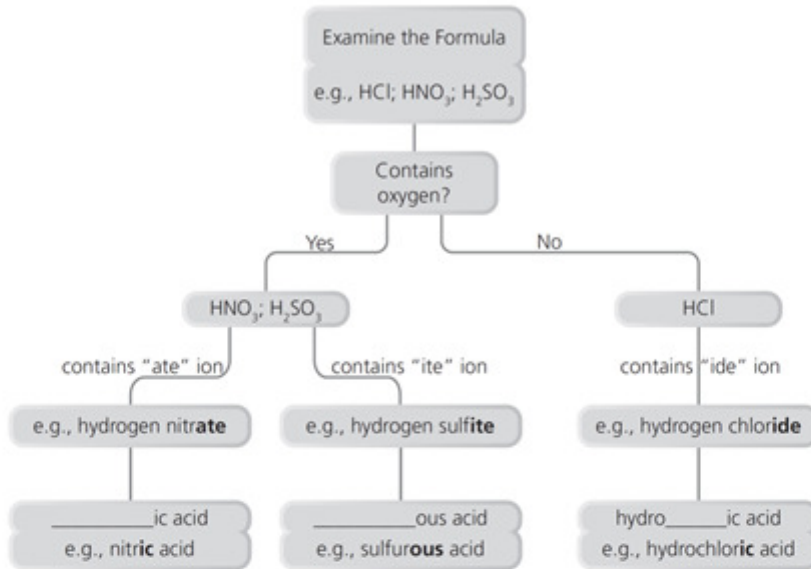 Examine the Formula
e.g., HCl; HNO₃; H₂SO₃
Contains
oxygen?
Yes
No
HNO₃; H₂SO₃
HCl
contains "ate" ion
contains "ite" ion
contains "ide" ion
e.g., hydrogen nitrate
e.g., hydrogen sulfite
e.g., hydrogen chloride
___________ic acid
e.g., nitric acid
___________ous acid
e.g., sulfurous acid
hydro______ic acid
e.g., hydrochloric acid